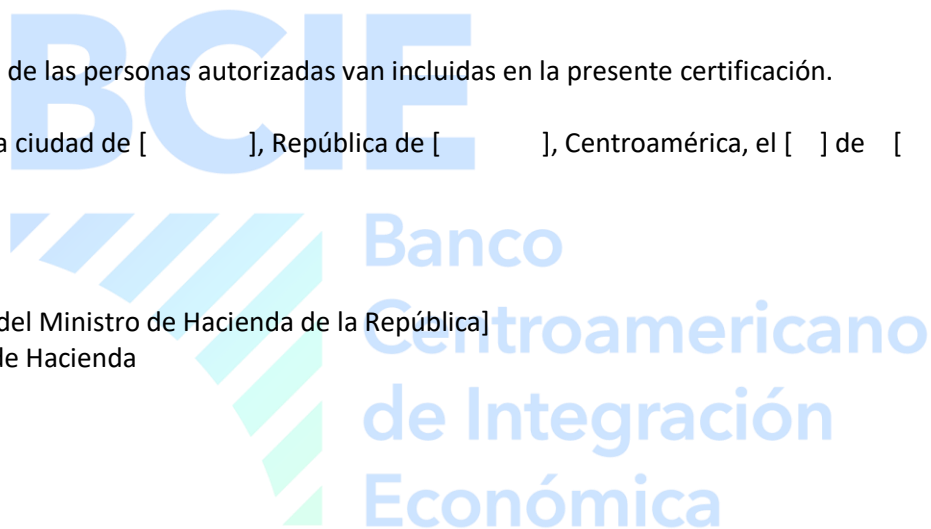 BCIE
de las personas autorizadas van incluidas en la presente certificación.
a ciudad de [ ], República de [ ], Centroamérica, el [ ] de [
Banco
del Ministro de Hacienda de la República]
Centroamericano
de Hacienda
de Integración
Económica